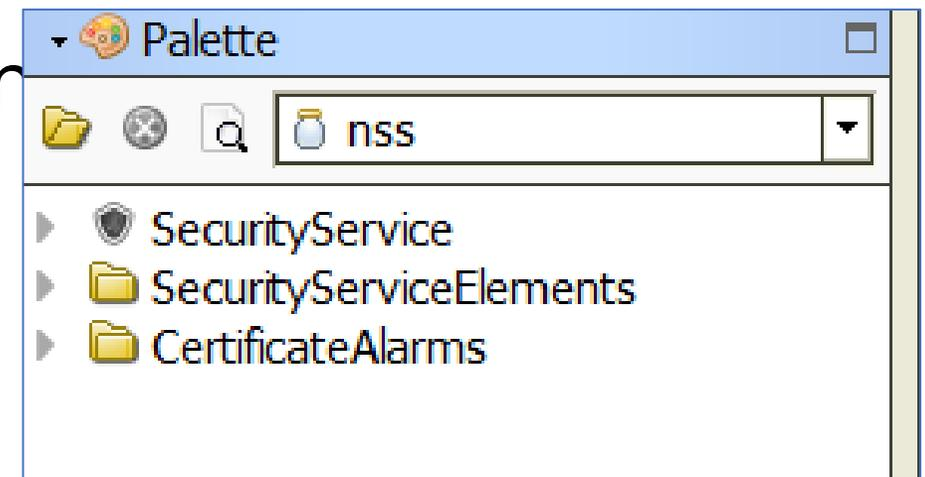 Palette
nss
SecurityService
SecurityServiceElements
CertificateAlarms